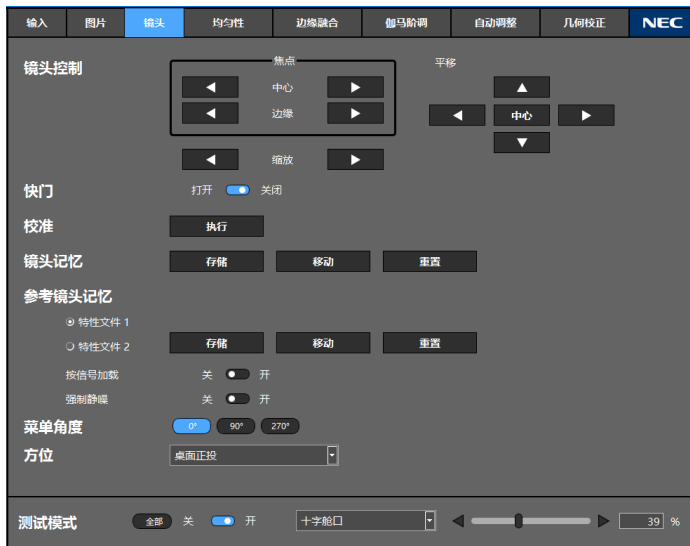 输入 图片 镜头 均匀性 边缘融合 伽马阶调 自动调整 几何校正 NEC
镜头控制 焦点 平移
中心
边缘 中心
缩放
快门 打开 关闭
校准 执行
镜头记忆 存储 移动 重置
参考镜头记忆
特性文件 1
特性文件 2 存储 移动 重置
按信号加载 关 开
强制静噪 关 开
菜单角度 0° 90° 270°
方位 桌面正投
测试模式 全部 关 开 十字舱口 39 %